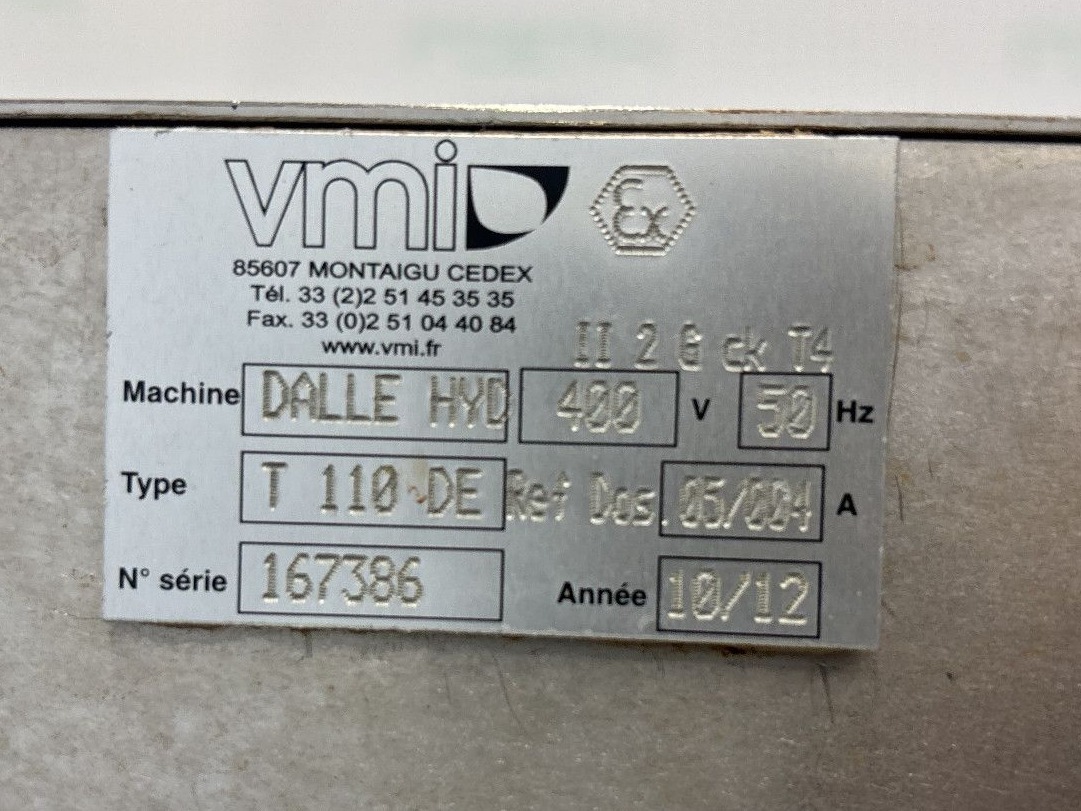 vmi
Ex
85607 MONTAIGU CEDEX
Tél. 33 (2)2 51 45 35 35
Fax. 33 (0)2 51 04 40 84
www.vmi.fr
II 2 G ck T4
Machine DALLE HYD 400 V 50 Hz
Type T 110 DE Ref Dos. 05/004 A
N° série 167386 Année 10/12